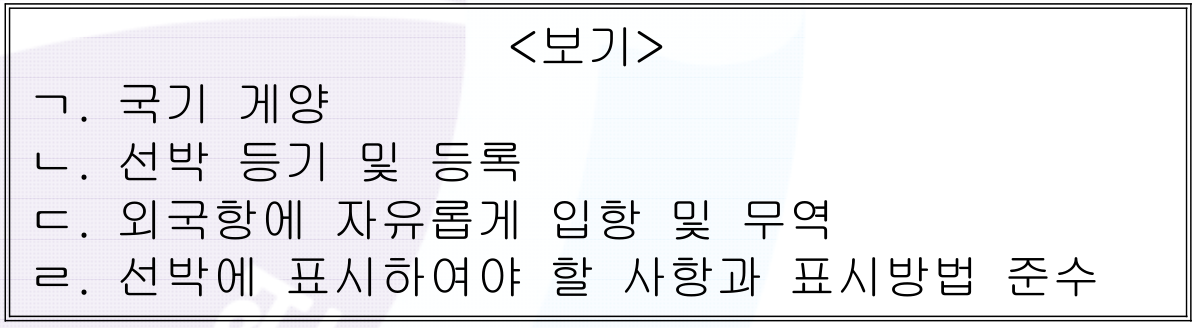 <보기>
ㄱ. 국기 게양
ㄴ. 선박 등기 및 등록
ㄷ. 외국항에 자유롭게 입항 및 무역
ㄹ. 선박에 표시하여야 할 사항과 표시방법 준수